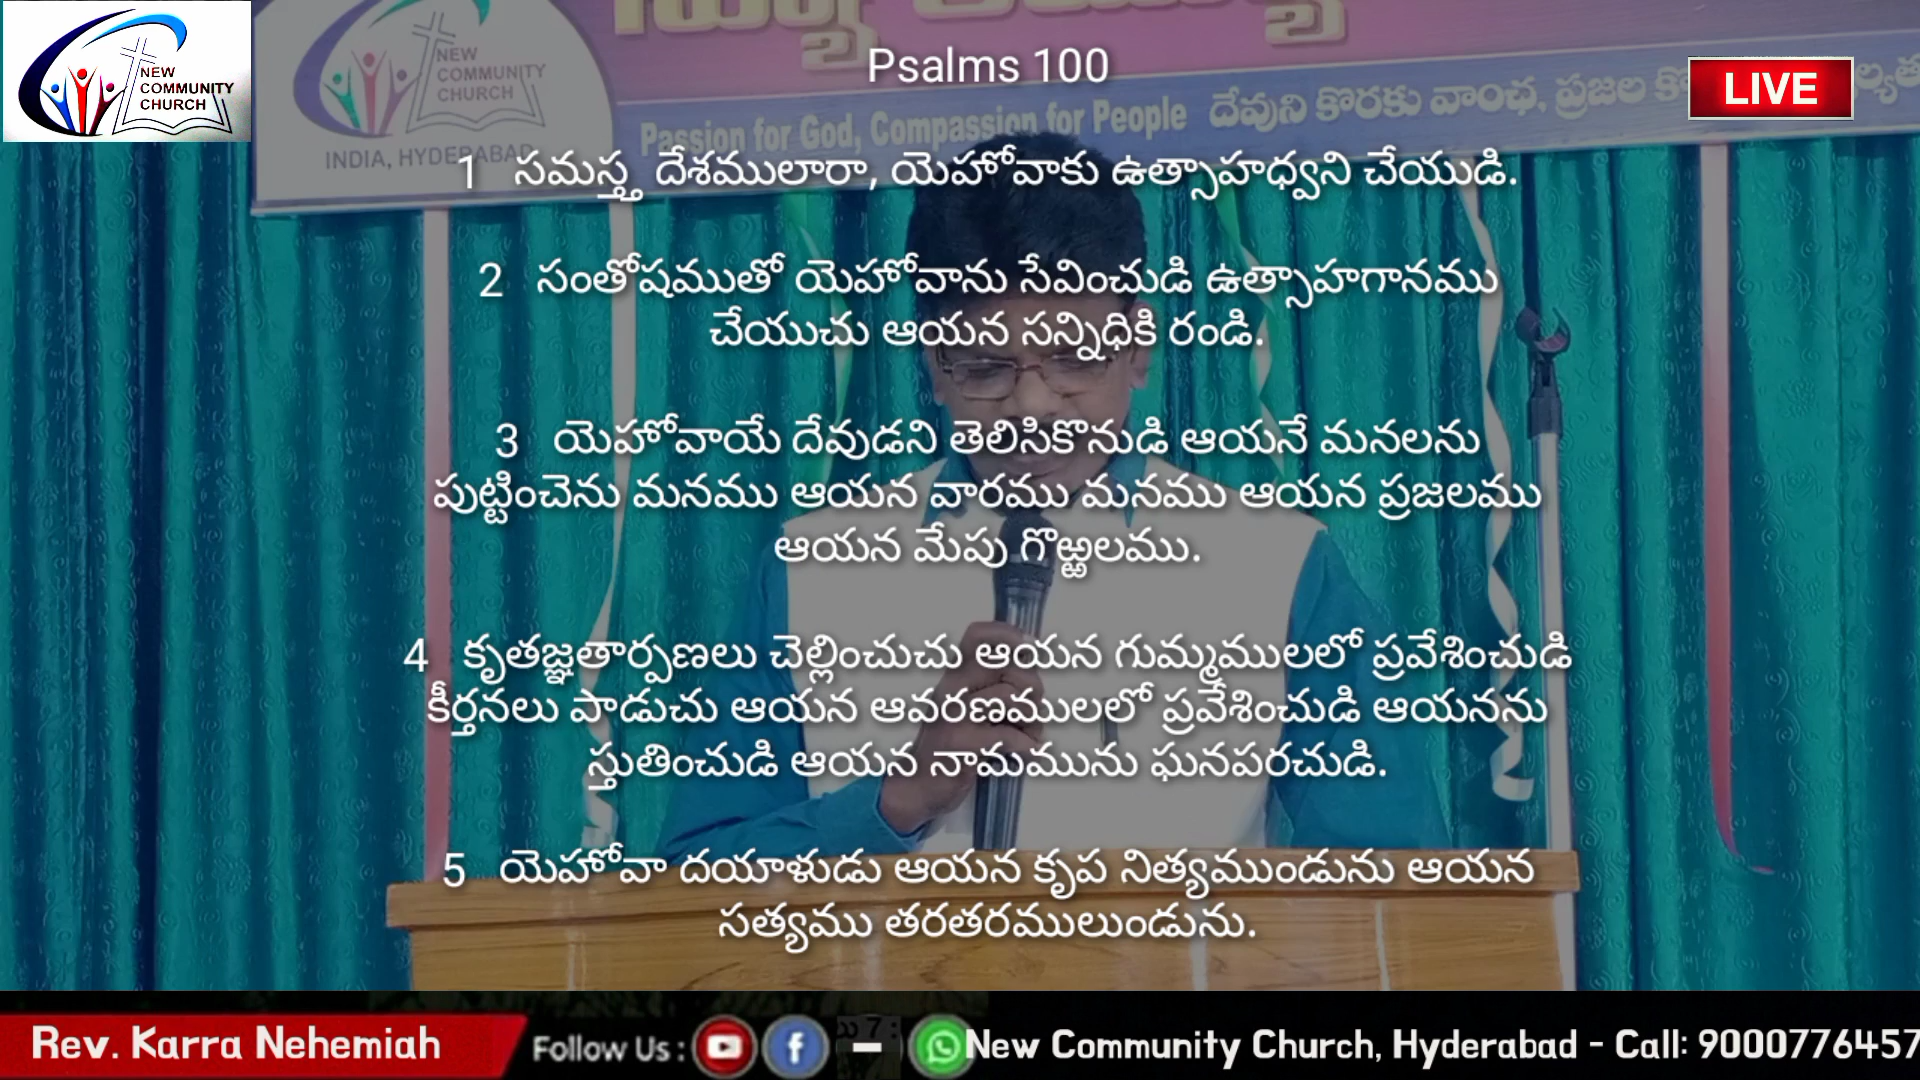 NEW
COMMUNITY
CHURCH
NEW
COMMUNITY
CHURCH
INDIA, HYDERABAD
Psalms 100
LIVE
Passion for God, Compassion for People దేవుని కొరకు వాంఛ, ప్రజల
1 సమస్త దేశములారా, యెహోవాకు ఉత్సాహధ్వని చేయుడి.
2 సంతోషముతో యెహోవాను సేవించుడి ఉత్సాహగానము
చేయుచు ఆయన సన్నిధికి రండి.
3 యెహోవాయే దేవుడని తెలిసికొనుడి ఆయనే మనలను
పుట్టించెను మనము ఆయన వారము మనము ఆయన ప్రజలము
ఆయన మేపు గొఱ్ఱలము.
4 కృతజ్ఞతార్పణలు చెల్లించుచు ఆయన గుమ్మములలో ప్రవేశించుడి
కీర్తనలు పాడుచు ఆయన ఆవరణములలో ప్రవేశించుడి ఆయనను
స్తుతించుడి ఆయన నామమును ఘనపరచుడి.
5 యెహోవా దయాళుడు ఆయన కృప నిత్యముండును ఆయన
సత్యము తరతరములుండును.
Rev. Karra Nehemiah Follow Us : New Community Church, Hyderabad - Call: 9000776457